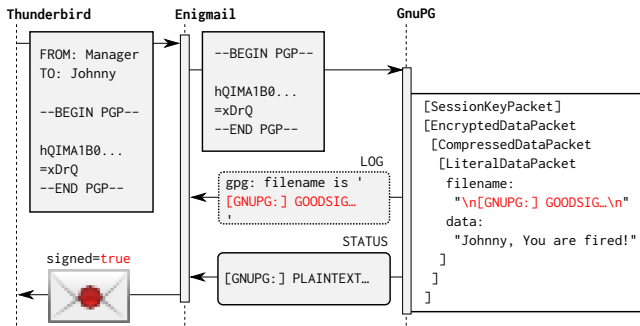 Thunderbird
Enigmail
GnuPG
FROM: Manager
TO: Johnny
--BEGIN PGP--
hQIMA1B0...
=xDrQ
--END PGP--
--BEGIN PGP--
hQIMA1B0...
=xDrQ
--END PGP--
[SessionKeyPacket]
[EncryptedDataPacket
[CompressedDataPacket
[LiteralDataPacket
filename:
"\n[GNUPG:] GOODSIG…\n"
data:
"Johnny, You are fired!"
]
]
]
LOG
gpg: filename is '
[GNUPG:] GOODSIG…
'
STATUS
[GNUPG:] PLAINTEXT…
signed=true